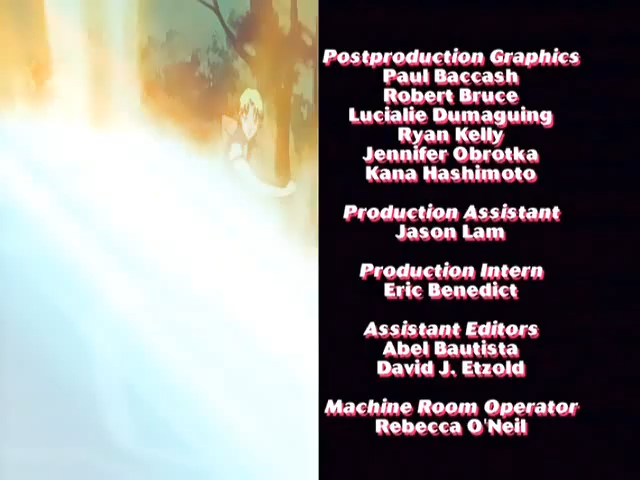 Postproduction Graphics
Paul Baccash
Robert Bruce
Lucialie Dumaguing
Ryan Kelly
Jennifer Obrotka
Kana Hashimoto
Production Assistant
Jason Lam
Production Intern
Eric Benedict
Assistant Editors
Abel Bautista
David J. Etzold
Machine Room Operator
Rebecca O'Neil